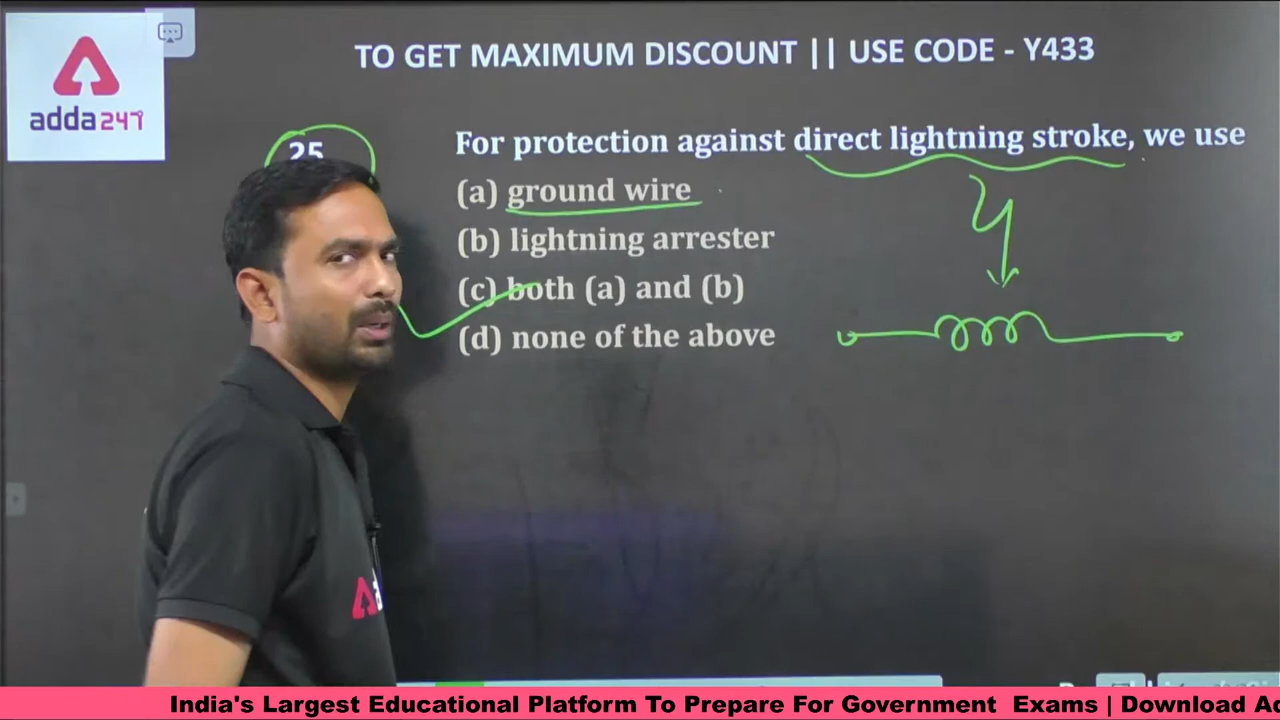 adda247
TO GET MAXIMUM DISCOUNT || USE CODE - Y433
25
For protection against direct lightning stroke, we use
(a) ground wire
(b) lightning arrester
(c) both (a) and (b)
(d) none of the above
India's Largest Educational Platform To Prepare For Government Exams | Download